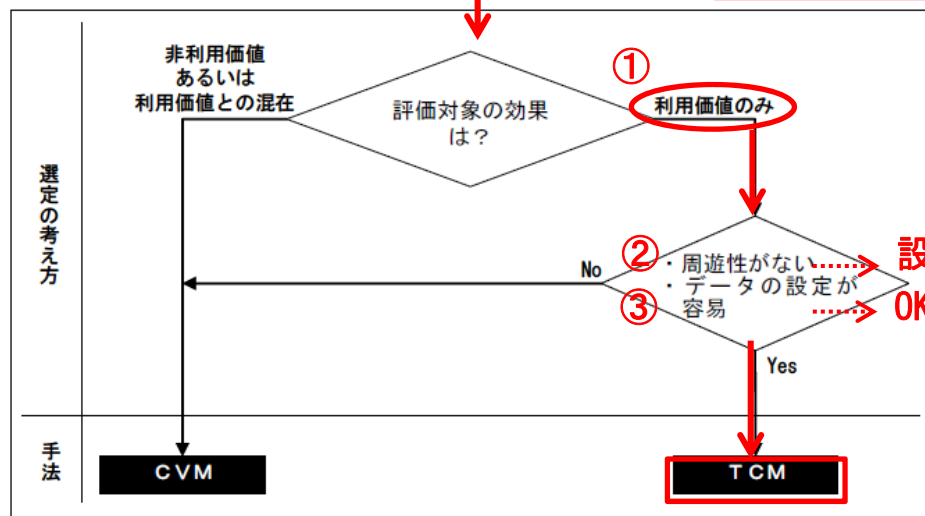 非利用価値
あるいは
利用価値との混在
①
評価対象の効果
は？
利用価値のみ
選定の考え方
②
・周遊性がない
設
No
・データの設定が
③
容易
OK
Yes
手法
CVM
TCM